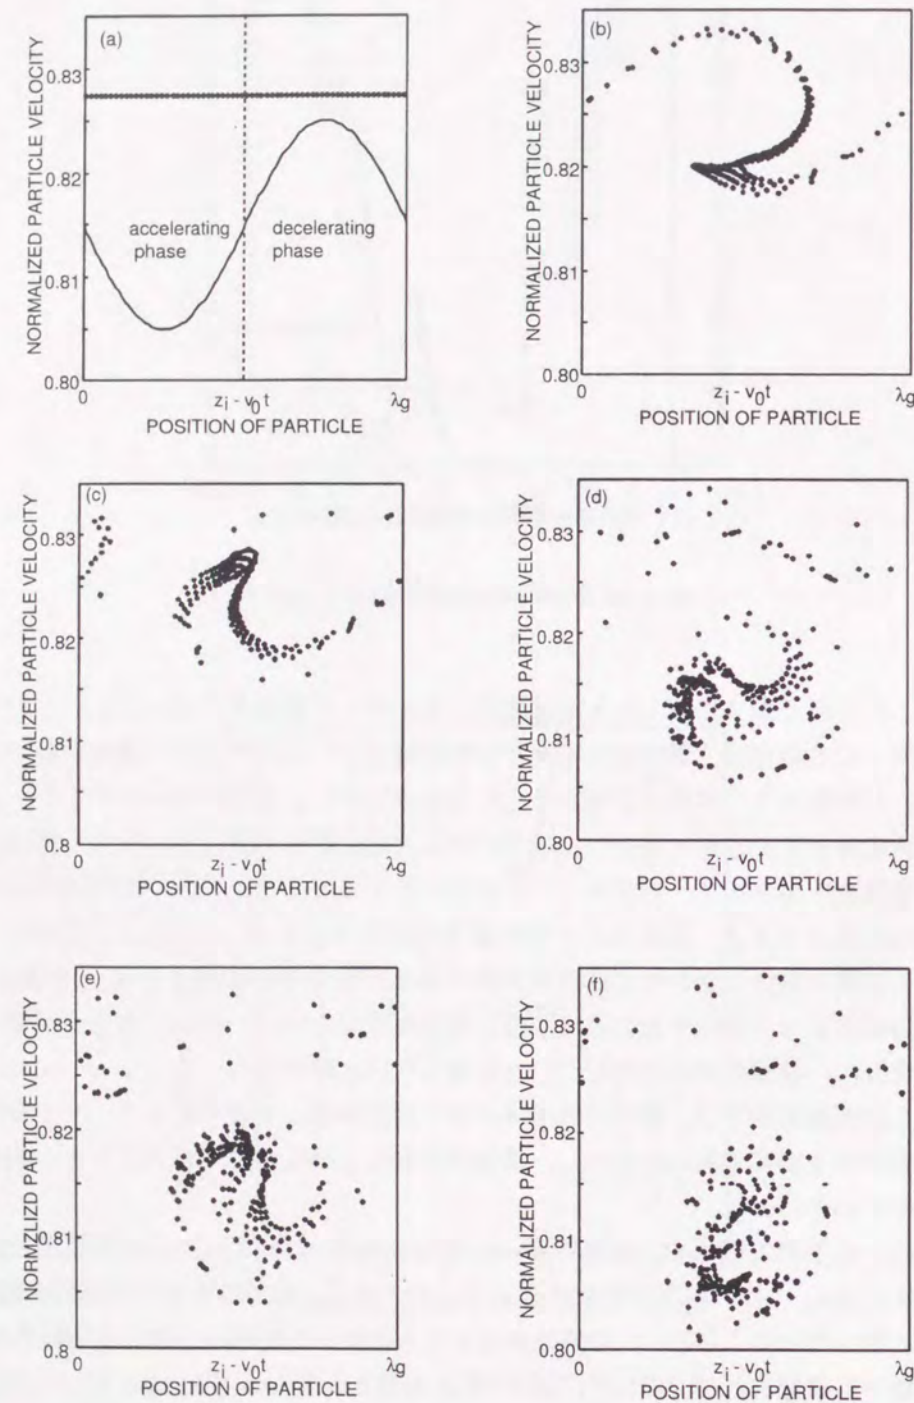 (a)
NORMALIZED PARTICLE VELOCITY
0.83
0.82
0.81
0.80
accelerating phase
decelerating phase
0
zi - v0t
λg
POSITION OF PARTICLE
(b)
NORMALIZED PARTICLE VELOCITY
0.83
0.82
0.81
0.80
0
zi - v0t
λg
POSITION OF PARTICLE
(c)
NORMALIZED PARTICLE VELOCITY
0.83
0.82
0.81
0.8
0
zi - v0t
λg
POSITION OF PARTICLE
(d)
NORMALIZED PARTICLE VELOCITY
0.83
0.82
0.81
0.80
0
zi - v0t
λg
POSITION OF PARTICLE
(e)
NORMZLIZD PARTICLE VELOCITY
0.83
0.82
0.81
0.8
0
zi - v0t
λg
POSITION OF PARTICLE
(f)
NORMALIZED PARTICLE VELOCITY
0.83
0.82
0.81
0.80
0
zi - v0t
λg
POSITION OF PARTICLE